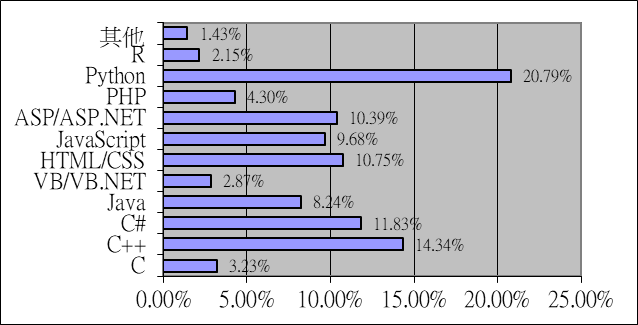 其他 1.43%
R 2.15%
Python 20.79%
PHP 4.30%
ASP/ASP.NET 10.39%
JavaScript 9.68%
HTML/CSS 10.75%
VB/VB.NET 2.87%
Java 8.24%
C# 11.83%
C++ 14.34%
C 3.23%
0.00% 5.00% 10.00% 15.00% 20.00% 25.00%